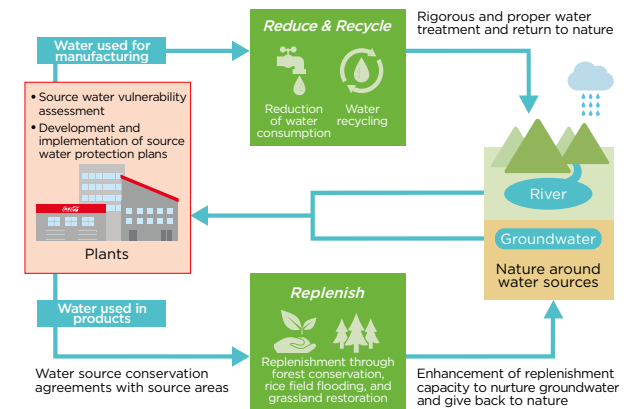 Water used for
manufacturing
Reduce & Recycle
Reduction
of water
consumption
Water
recycling
Rigorous and proper water
treatment and return to nature
• Source water vulnerability
assessment
• Development and
implementation of source
water protection plans
Coca-Cola
Plants
River
Groundwater
Nature around
water sources
Water used in
products
Water source conservation
agreements with source areas
Replenish
Replenishment through
forest conservation,
rice field flooding, and
grassland restoration
Enhancement of replenishment
capacity to nurture groundwater
and give back to nature